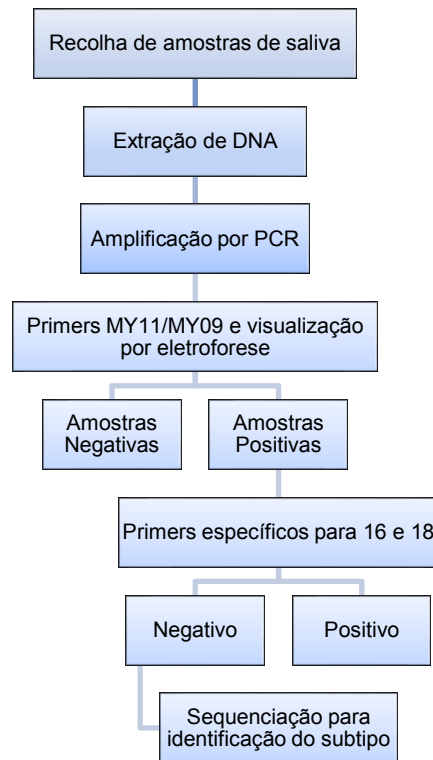 Recolha de amostras de saliva
Extração de DNA
Amplificação por PCR
Primers MY11/MY09 e visualização
por eletroforese
Amostras
Negativas
Amostras
Positivas
Primers específicos para 16 e 18
Negativo
Positivo
Sequenciação para
identificação do subtipo